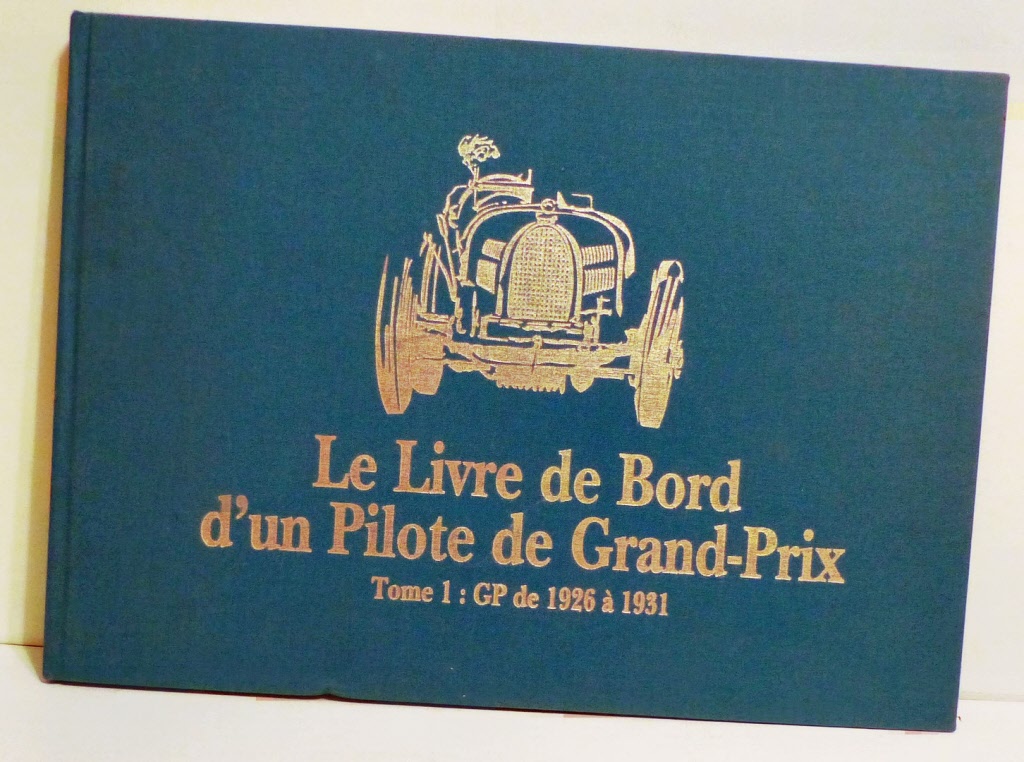 Le Livre de Bord
d'un Pilote de Grand-Prix
Tome 1 : GP de 1926 à 1931